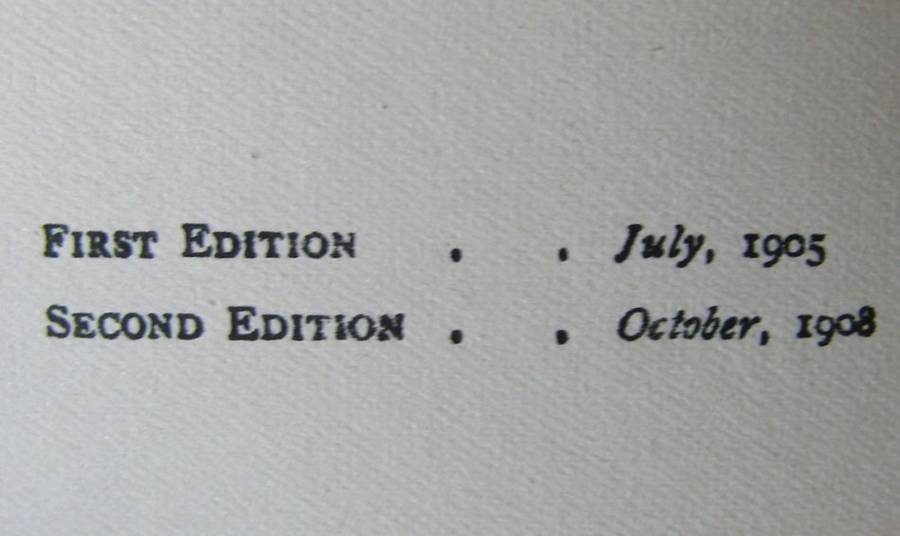 FIRST EDITION . . July, 1905
SECOND EDITION . . October, 1908